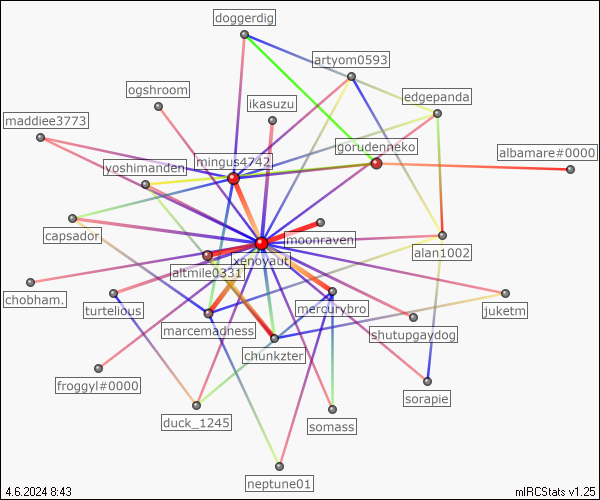 doggerdig
artyom0593
ogshroom
edgepanda
ikasuzu
maddiee3773
gorudenneko
albamare#0000
mingus4742
yoshimanden
capsador
moonraven
alan1002
xenoyaut
altmile0331
chobham.
turtelious
mercurybro
juketm
marcemadness
shutupgaydog
chunkzter
froggyl#0000
sorapie
duck_1245
somass
neptune01
4.6.2024 8:43
mIRCStats v1.25